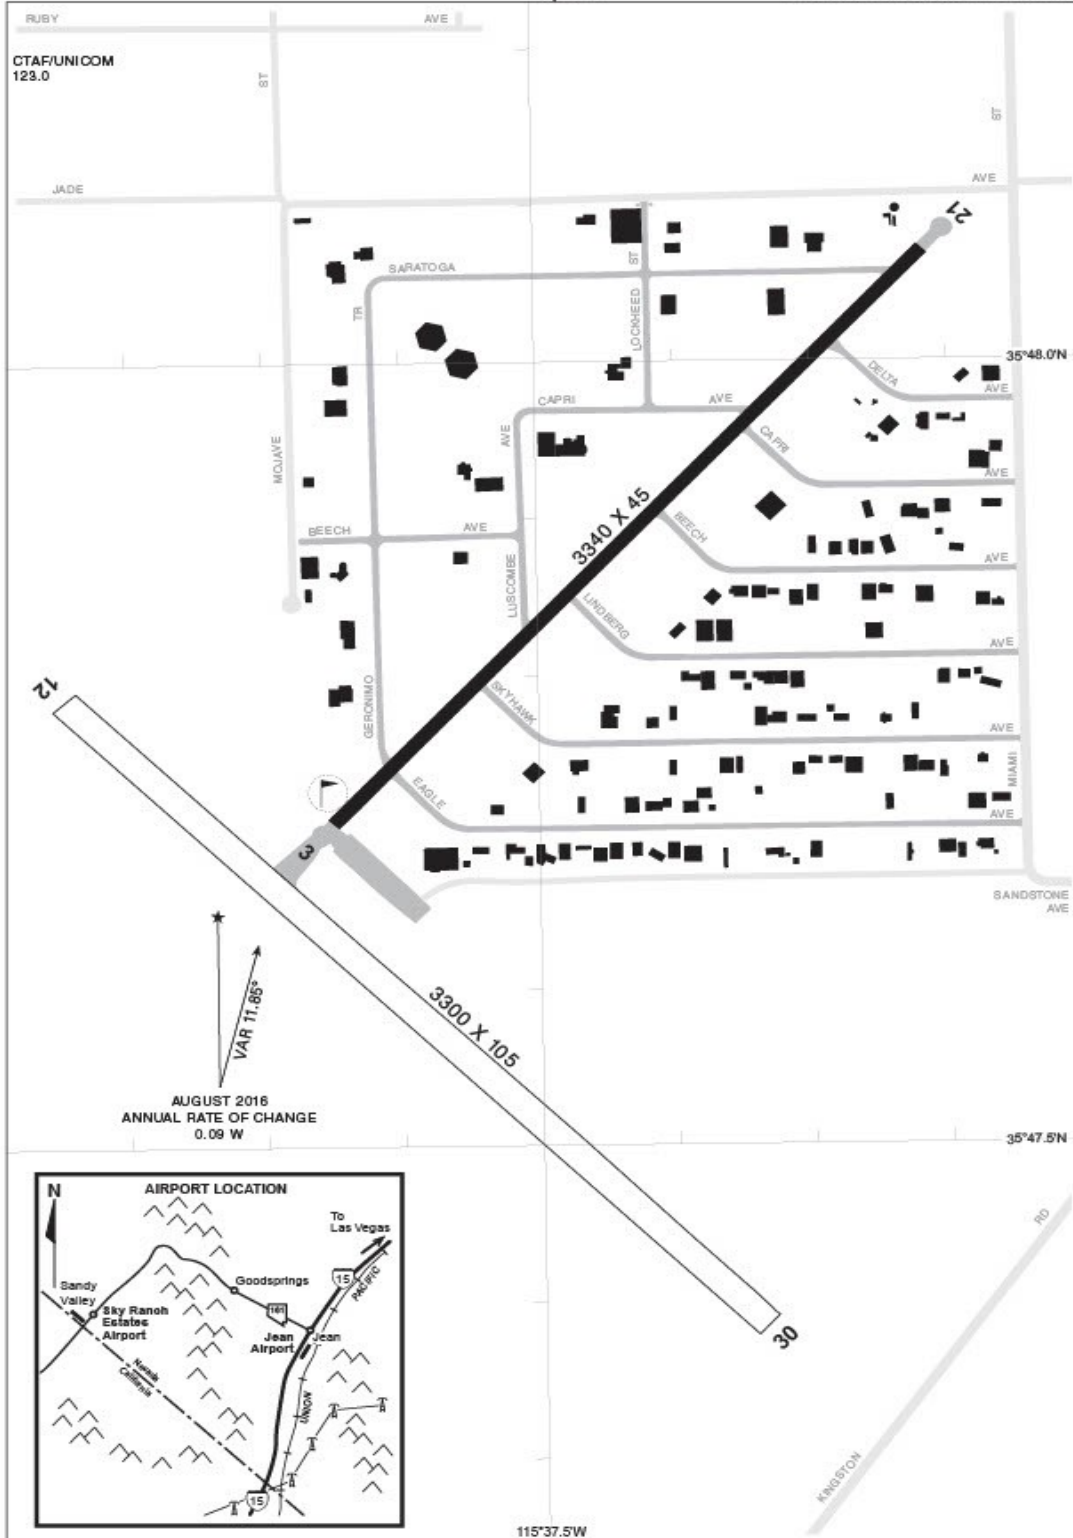 RUBY AVE
CTAF/UNICOM
123.0
ST
ST
JADE AVE
21
SARATOGA
ST
TR
LOCKHEED
35°48.0'N
DELTA
AVE
CAPRI AVE
AVE
CAPRI
AVE
MOJAVE
3340 X 45
BEECH AVE
BEECH
AVE
LUSCOMBE
LINDBERG
AVE
12
GERONIMO
SKYHAWK
AVE
MIAMI
EAGLE
AVE
3
SANDSTONE
AVE
VAR 11.85°
3300 X 105
AUGUST 2016
ANNUAL RATE OF CHANGE
0.09 W
35°47.5'N
AIRPORT LOCATION
N
To
Las Vegas
15
PACIFIC
Goodsprings
Sandy
Valley
161
Sky Ranch
Estates
Airport
Jean
Airport
Jean
Nevada
California
UNION
15
RD
30
KINGSTON
115°37.5'W